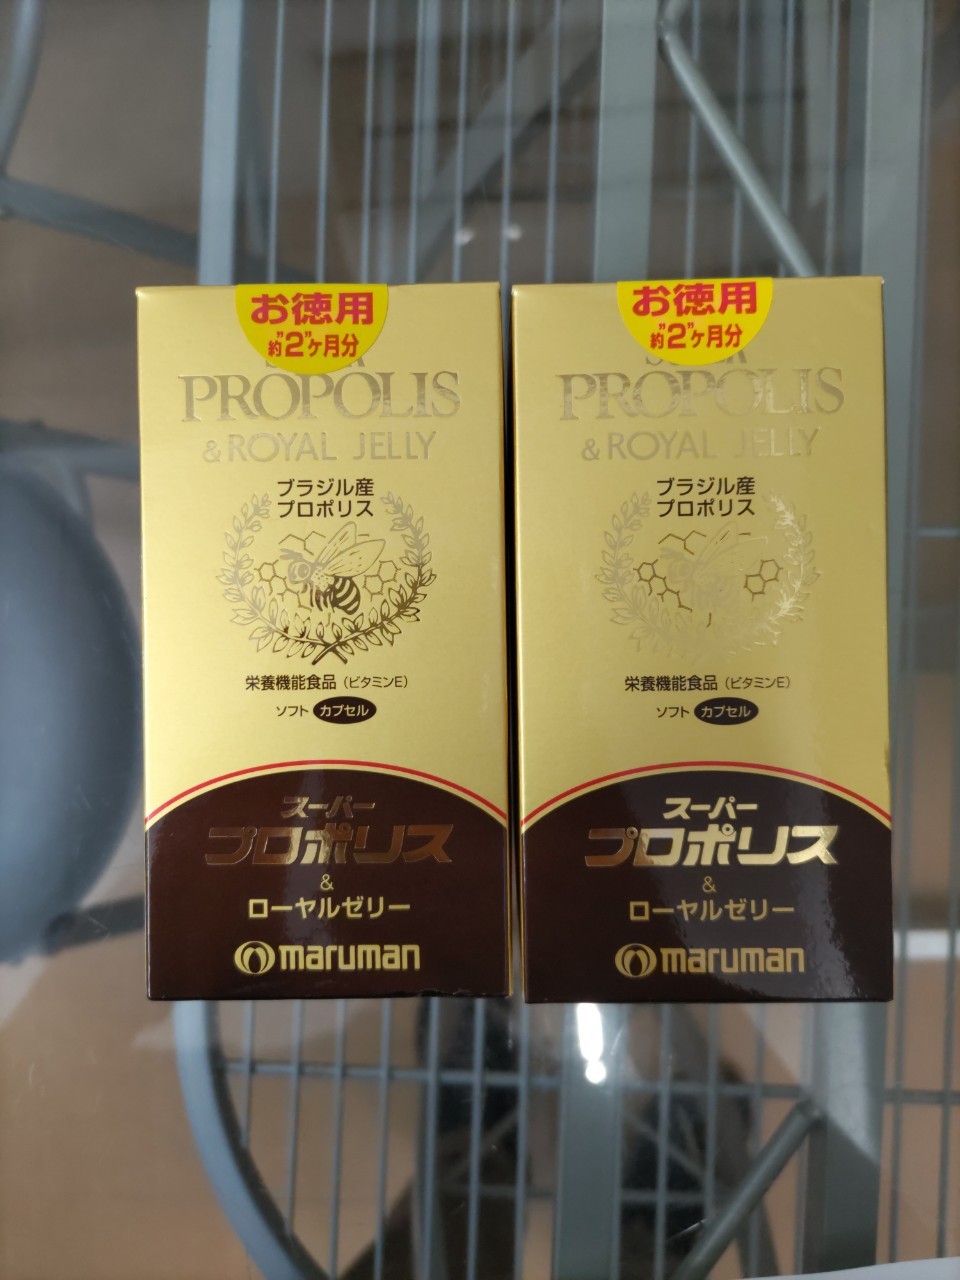 お徳用
約"2"ケ月分
PROPOLIS
& ROYAL JELLY
ブラジル産
プロポリス
栄養機能食品（ビタミンE）
ソフト カプセル
スーパー
プロポリス
&
ローヤルゼリー
maruman
お徳用
約"2"ケ月分
PROPOLIS
& ROYAL JELLY
ブラジル産
プロポリス
栄養機能食品（ビタミンE）
ソフト カプセル
スーパー
プロポリス
&
ローヤルゼリー
maruman